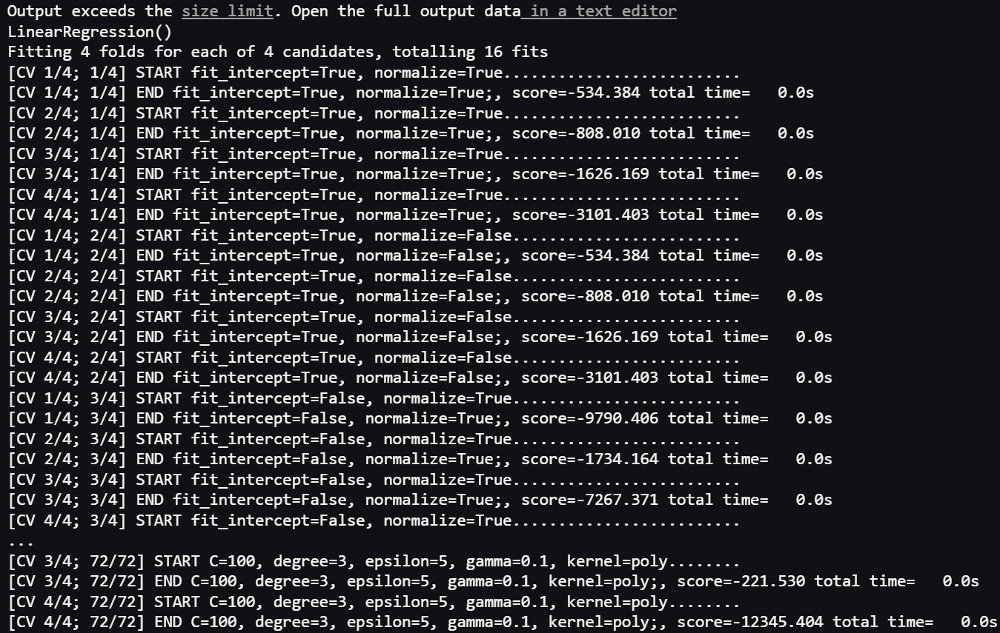 Output exceeds the size limit. Open the full output data in a text editor
LinearRegression()
Fitting 4 folds for each of 4 candidates, totalling 16 fits
[CV 1/4; 1/4] START fit_intercept=True, normalize=True..........................
[CV 1/4; 1/4] END fit_intercept=True, normalize=True;, score=-534.384 total time=   0.0s
[CV 2/4; 1/4] START fit_intercept=True, normalize=True..........................
[CV 2/4; 1/4] END fit_intercept=True, normalize=True;, score=-808.010 total time=   0.0s
[CV 3/4; 1/4] START fit_intercept=True, normalize=True..........................
[CV 3/4; 1/4] END fit_intercept=True, normalize=True;, score=-1626.169 total time=   0.0s
[CV 4/4; 1/4] START fit_intercept=True, normalize=True..........................
[CV 4/4; 1/4] END fit_intercept=True, normalize=True;, score=-3101.403 total time=   0.0s
[CV 1/4; 2/4] START fit_intercept=True, normalize=False.........................
[CV 1/4; 2/4] END fit_intercept=True, normalize=False;, score=-534.384 total time=   0.0s
[CV 2/4; 2/4] START fit_intercept=True, normalize=False.........................
[CV 2/4; 2/4] END fit_intercept=True, normalize=False;, score=-808.010 total time=   0.0s
[CV 3/4; 2/4] START fit_intercept=True, normalize=False.........................
[CV 3/4; 2/4] END fit_intercept=True, normalize=False;, score=-1626.169 total time=   0.0s
[CV 4/4; 2/4] START fit_intercept=True, normalize=False.........................
[CV 4/4; 2/4] END fit_intercept=True, normalize=False;, score=-3101.403 total time=   0.0s
[CV 1/4; 3/4] START fit_intercept=False, normalize=True.........................
[CV 1/4; 3/4] END fit_intercept=False, normalize=True;, score=-9790.406 total time=   0.0s
[CV 2/4; 3/4] START fit_intercept=False, normalize=True.........................
[CV 2/4; 3/4] END fit_intercept=False, normalize=True;, score=-1734.164 total time=   0.0s
[CV 3/4; 3/4] START fit_intercept=False, normalize=True.........................
[CV 3/4; 3/4] END fit_intercept=False, normalize=True;, score=-7267.371 total time=   0.0s
[CV 4/4; 3/4] START fit_intercept=False, normalize=True.........................
...
[CV 3/4; 72/72] START C=100, degree=3, epsilon=5, gamma=0.1, kernel=poly........
[CV 3/4; 72/72] END C=100, degree=3, epsilon=5, gamma=0.1, kernel=poly;, score=-221.530 total time=   0.0s
[CV 4/4; 72/72] START C=100, degree=3, epsilon=5, gamma=0.1, kernel=poly........
[CV 4/4; 72/72] END C=100, degree=3, epsilon=5, gamma=0.1, kernel=poly;, score=-12345.404 total time=   0.0s